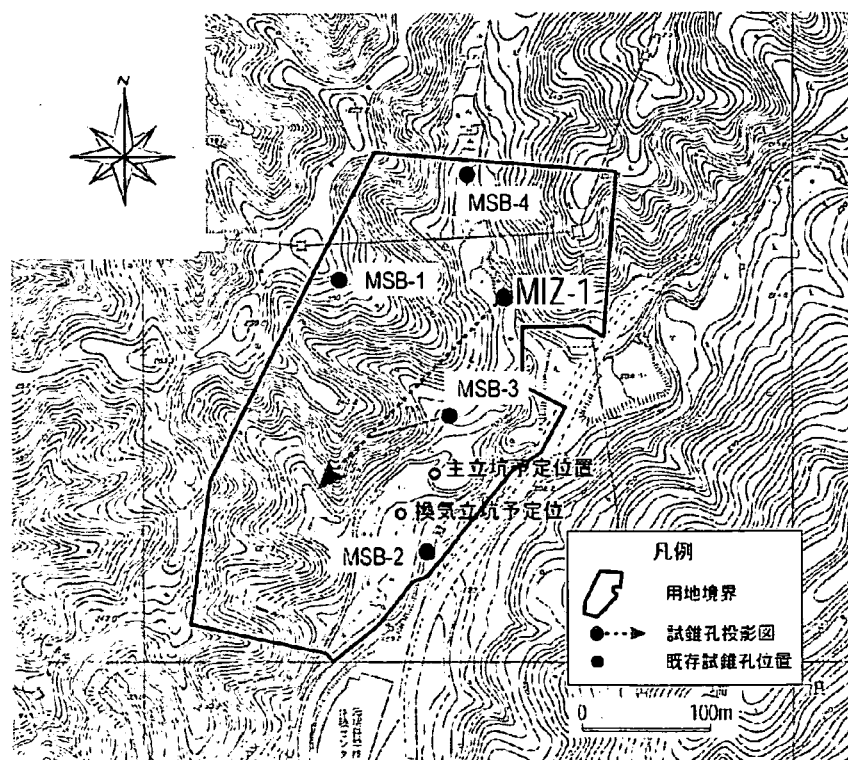 N
MSB-4
MSB-1
MIZ-1
MSB-3
主立坑予定位置
換気立坑予定位
MSB-2
凡例
用地境界
試錐孔投影図
既存試錐孔位置
0 100m